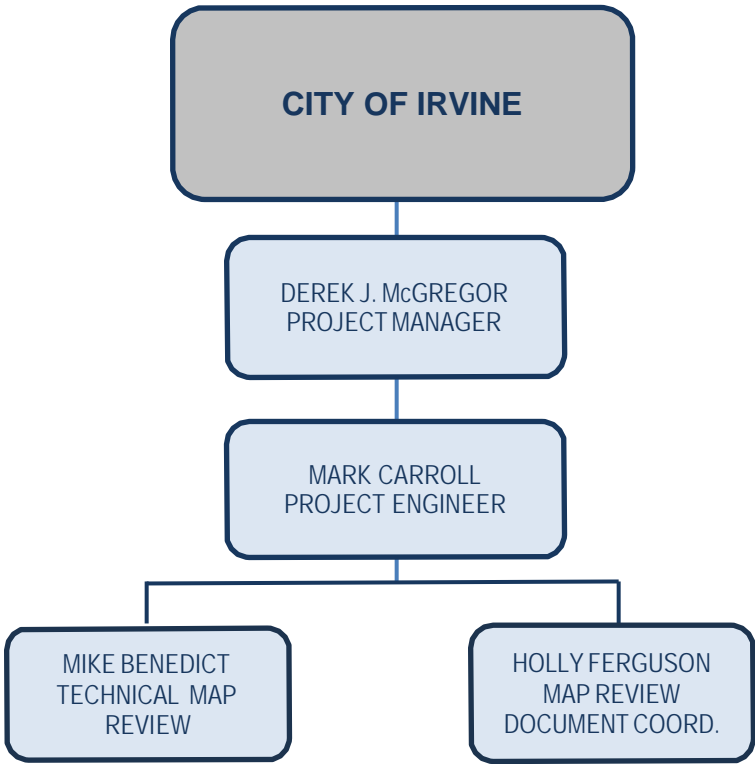 CITY OF IRVINE
DEREK J. McGREGOR
PROJECT MANAGER
MARK CARROLL
PROJECT ENGINEER
MIKE BENEDICT
TECHNICAL MAP
REVIEW
HOLLY FERGUSON
MAP REVIEW
DOCUMENT COORD.